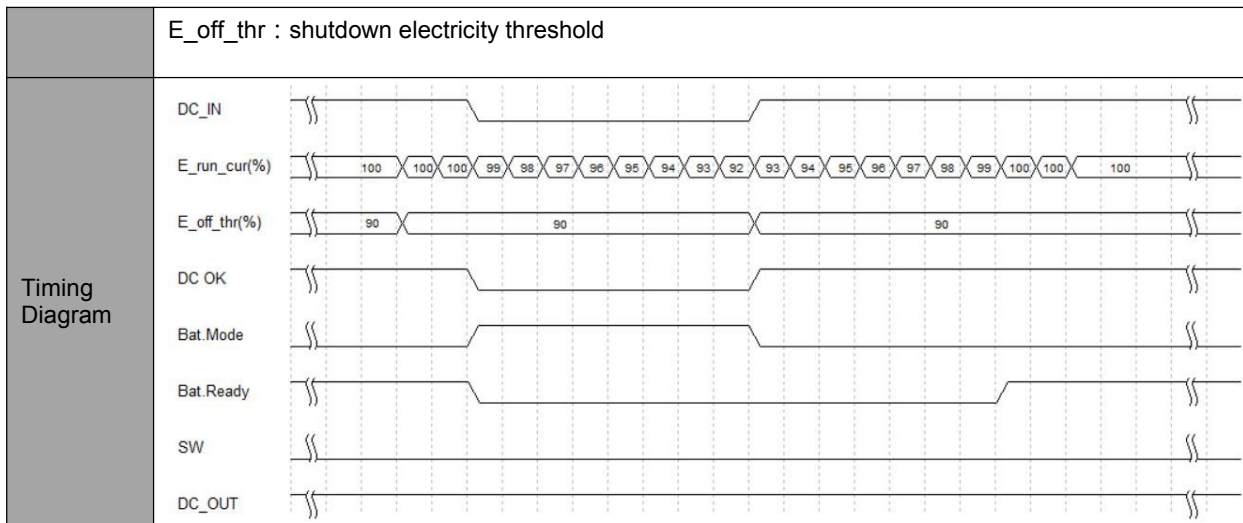 E_off_thr：shutdown electricity threshold
Timing
Diagram
DC_IN
E_run_cur(%) 100 100 100 99 98 97 96 95 94 93 92 93 94 95 96 97 98 99 100 100 100
E_off_thr(%) 90 90 90
DC OK
Bat.Mode
Bat.Ready
SW
DC_OUT